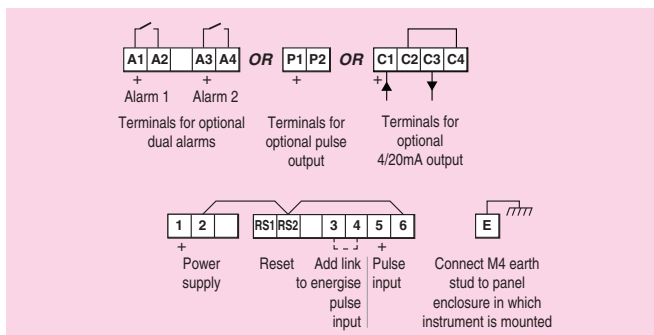 A1 A2 A3 A4 OR P1 P2 OR C1 C2 C3 C4
+ + +
Alarm 1 Alarm 2
Terminals for optional
dual alarms
Terminals for
optional pulse
output
Terminals for
optional
4/20mA output
1 2 RS1 RS2 3 4 5 6 E
+ +
Power
supply
Reset
Add link
to energise
pulse
input
Pulse
input
Connect M4 earth
stud to panel
enclosure in which
instrument is mounted